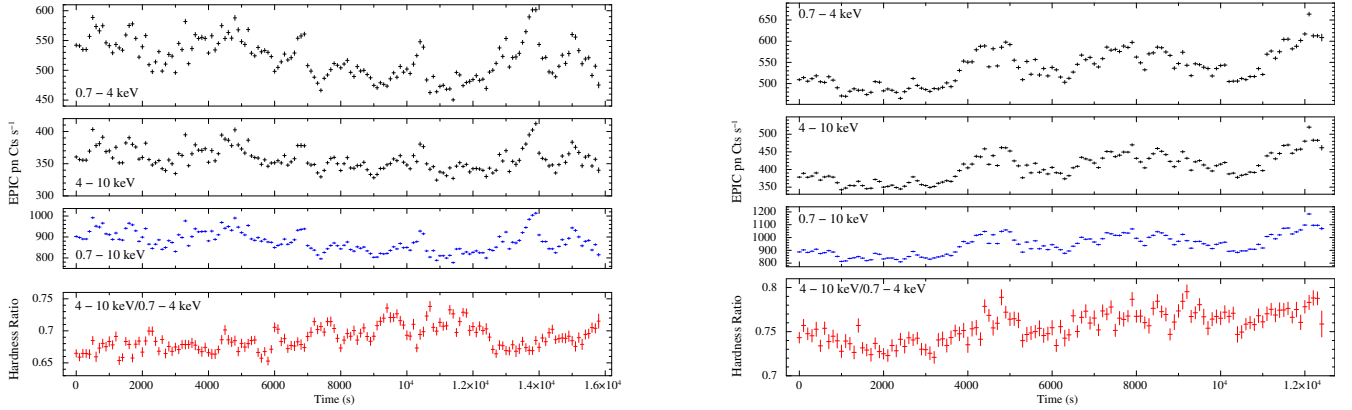 600
550
500
450
0.7 – 4 keV
400
350
300
4 – 10 keV
EPIC pn Cts s⁻¹
1000
900
800
0.7 – 10 keV
0.75
0.7
0.65
4 – 10 keV/0.7 – 4 keV
Hardness Ratio
0 2000 4000 6000 8000 10⁴ 1.2×10⁴ 1.4×10⁴ 1.6×10⁴
Time (s)
0.7 – 4 keV
650
600
550
500
4 – 10 keV
500
450
400
350
EPIC pn Cts s⁻¹
0.7 – 10 keV
1200
1100
1000
900
800
4 – 10 keV/0.7 – 4 keV
0.8
0.75
0.7
Hardness Ratio
0 2000 4000 6000 8000 10⁴ 1.2×10⁴
Time (s)